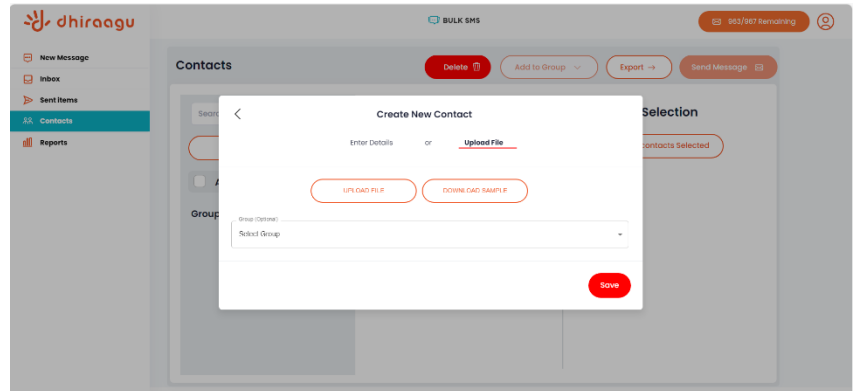 dhiraagu
BULK SMS
953/987 Remaining
New Message
Inbox
Sent Items
Contacts
Reports
Contacts
Delete
Add to Group
Export →
Send Message
Create New Contact
Enter Details or Upload File
UPLOAD FILE DOWNLOAD SAMPLE
Group (Optional)
Select Group
Save
Group
Selection
contacts Selected